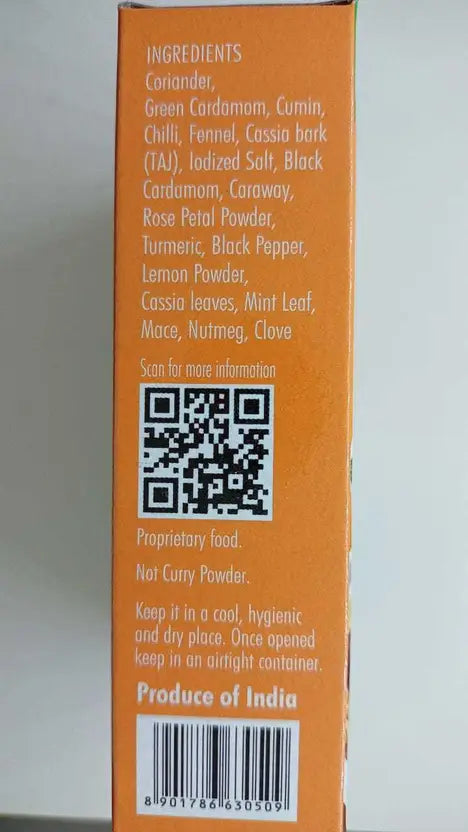 INGREDIENTS
Coriander,
Green Cardamom, Cumin,
Chilli, Fennel, Cassia bark
(TAJ), Iodized Salt, Black
Cardamom, Caraway,
Rose Petal Powder,
Turmeric, Black Pepper,
Lemon Powder,
Cassia leaves, Mint Leaf,
Mace, Nutmeg, Clove
Scan for more information
Proprietary food.
Not Curry Powder.
Keep it in a cool, hygienic
and dry place. Once opened
keep in an airtight container.
Produce of India
8 901786 630509